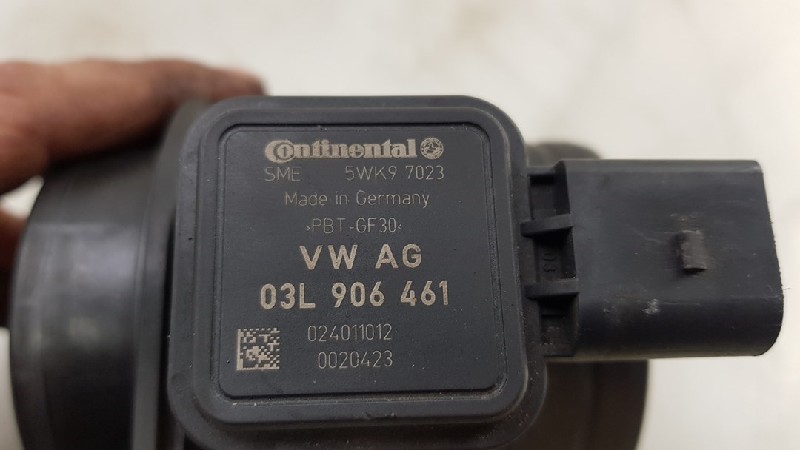 Continental
SME 5WK9 7023
Made in Germany
>PBT-GF30<
VW AG
03L 906 461
024011012
0020423